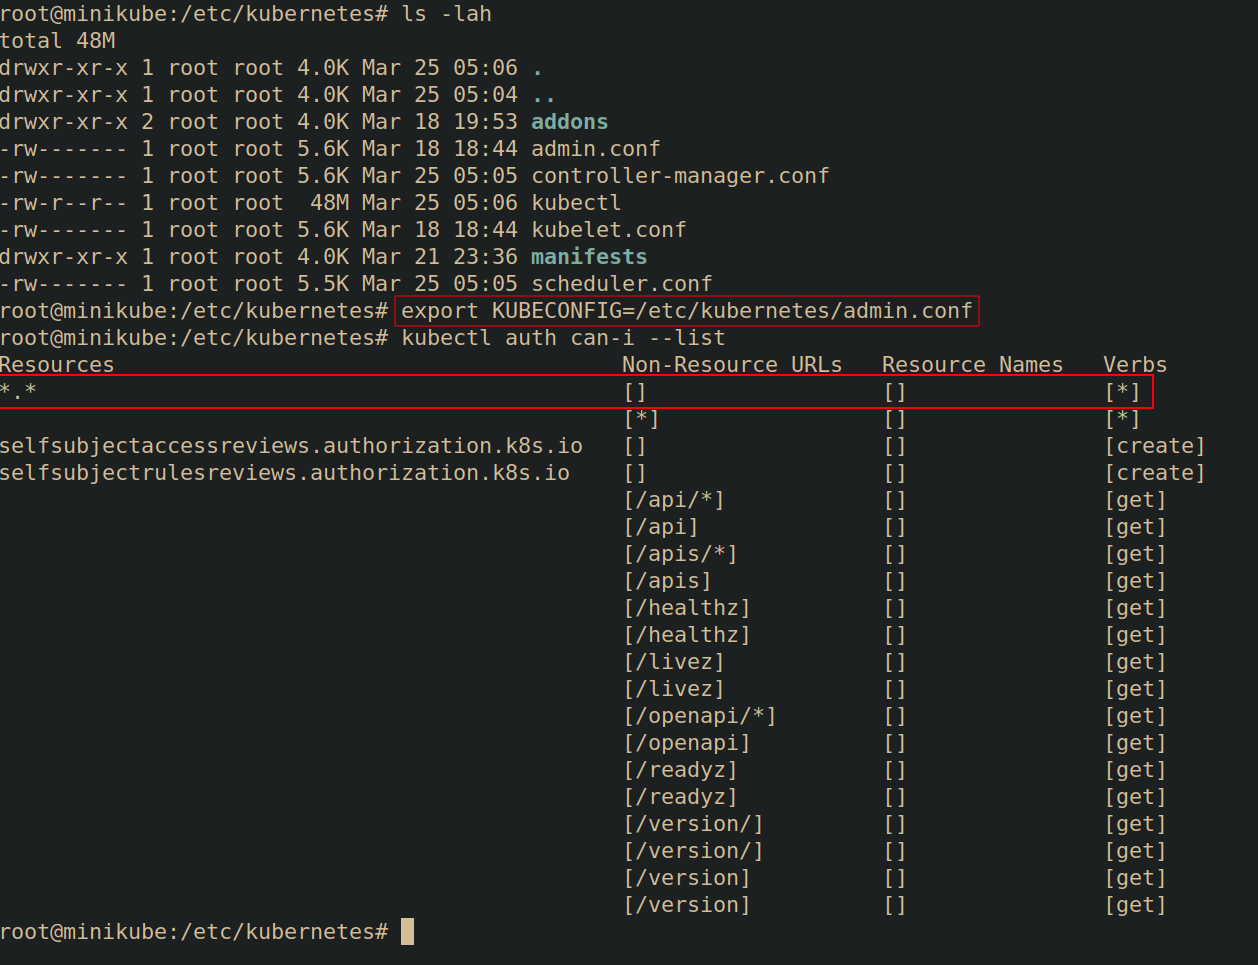 root@minikube:/etc/kubernetes# ls -lah
total 48M
drwxr-xr-x 1 root root 4.0K Mar 25 05:06 .
drwxr-xr-x 1 root root 4.0K Mar 25 05:04 ..
drwxr-xr-x 2 root root 4.0K Mar 18 19:53 addons
-rw------- 1 root root 5.6K Mar 18 18:44 admin.conf
-rw------- 1 root root 5.6K Mar 25 05:05 controller-manager.conf
-rw-r--r-- 1 root root  48M Mar 25 05:06 kubectl
-rw------- 1 root root 5.6K Mar 18 18:44 kubelet.conf
drwxr-xr-x 1 root root 4.0K Mar 21 23:36 manifests
-rw------- 1 root root 5.5K Mar 25 05:05 scheduler.conf
root@minikube:/etc/kubernetes# export KUBECONFIG=/etc/kubernetes/admin.conf
root@minikube:/etc/kubernetes# kubectl auth can-i --list
Resources                                       Non-Resource URLs   Resource Names   Verbs
*.*                                             []                  []               [*]
                                                [*]                 []               [*]
selfsubjectaccessreviews.authorization.k8s.io   []                  []               [create]
selfsubjectrulesreviews.authorization.k8s.io    []                  []               [create]
                                                [/api/*]            []               [get]
                                                [/api]              []               [get]
                                                [/apis/*]           []               [get]
                                                [/apis]             []               [get]
                                                [/healthz]          []               [get]
                                                [/healthz]          []               [get]
                                                [/livez]            []               [get]
                                                [/livez]            []               [get]
                                                [/openapi/*]        []               [get]
                                                [/openapi]          []               [get]
                                                [/readyz]           []               [get]
                                                [/readyz]           []               [get]
                                                [/version/]         []               [get]
                                                [/version/]         []               [get]
                                                [/version]          []               [get]
                                                [/version]          []               [get]
root@minikube:/etc/kubernetes#